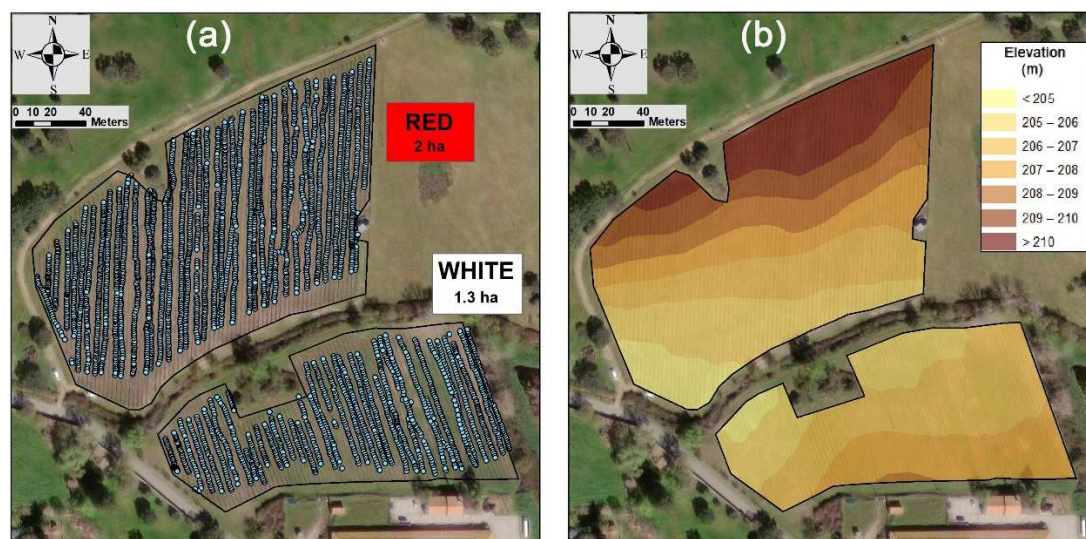 (a)
N
W E
S
0 10 20 40
Meters
RED
2 ha
WHITE
1.3 ha
(b)
N
W E
S
0 10 20 40
Meters
Elevation
(m)
< 205
205 – 206
206 – 207
207 – 208
208 – 209
209 – 210
> 210